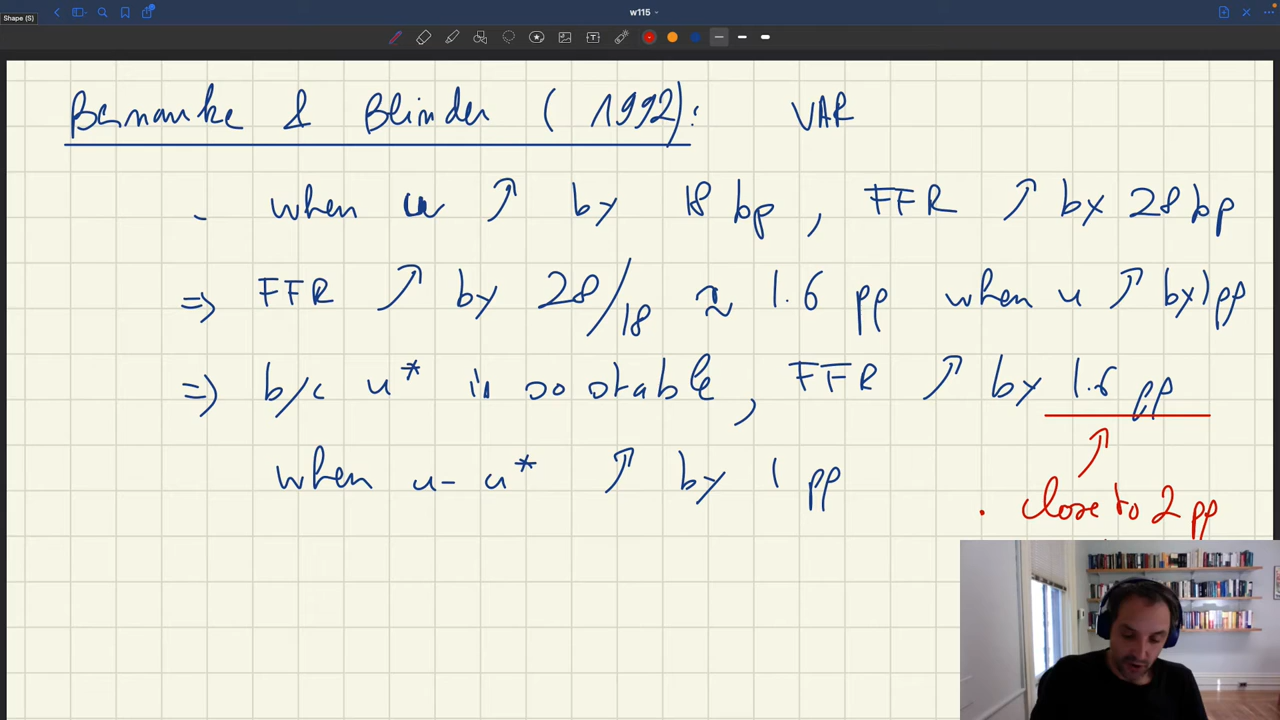 w115
Shape (S)
Bernanke & Blinder (1992): VAR
- when u ↗ by 18 bp, FFR ↗ by 28 bp
=> FFR ↗ by 28/18 ≈ 1.6 pp when u ↗ by 1 pp
=> b/c u* is so stable, FFR ↗ by 1.6 pp
when u - u* ↗ by 1 pp
• close to 2 pp